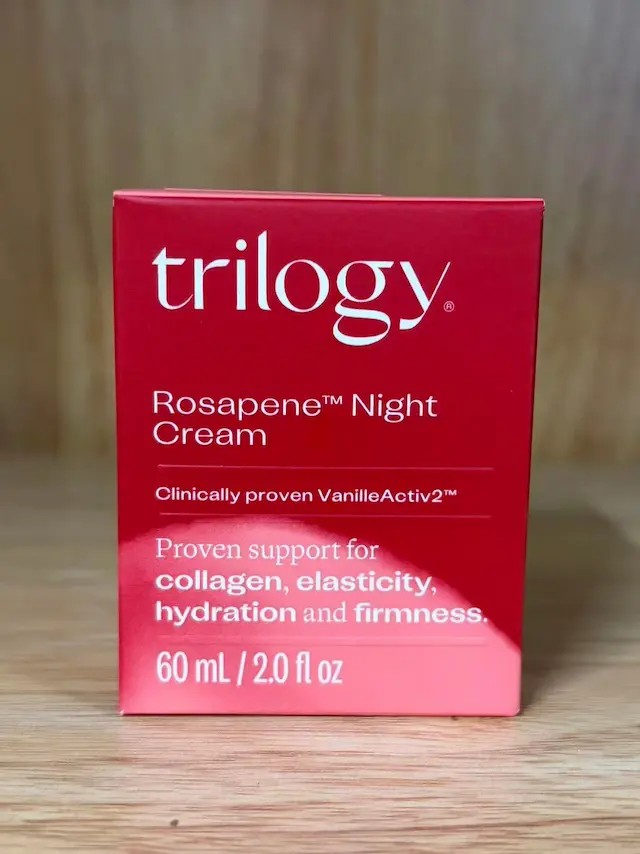 trilogy®
Rosapene™ Night
Cream
Clinically proven VanilleActiv2™
Proven support for
collagen, elasticity,
hydration and firmness.
60 mL / 2.0 fl oz